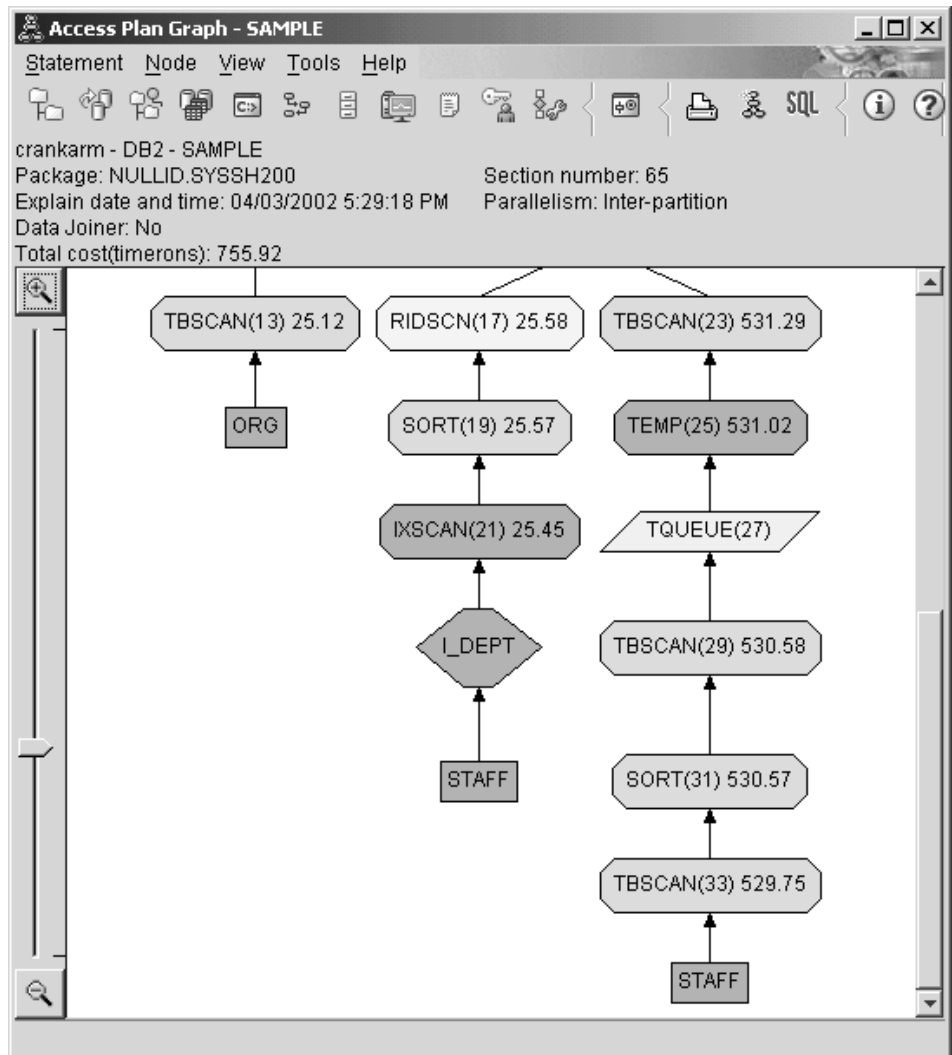 Access Plan Graph - SAMPLE
Statement Node View Tools Help
C:>
SQL
i
?
crankarm - DB2 - SAMPLE
Package: NULLID.SYSSH200 Section number: 65
Explain date and time: 04/03/2002 5:29:18 PM Parallelism: Inter-partition
Data Joiner: No
Total cost(timerons): 755.92
TBSCAN(13) 25.12 RIDSCN(17) 25.58 TBSCAN(23) 531.29
ORG SORT(19) 25.57 TEMP(25) 531.02
IXSCAN(21) 25.45 TQUEUE(27)
I_DEPT TBSCAN(29) 530.58
STAFF SORT(31) 530.57
TBSCAN(33) 529.75
STAFF